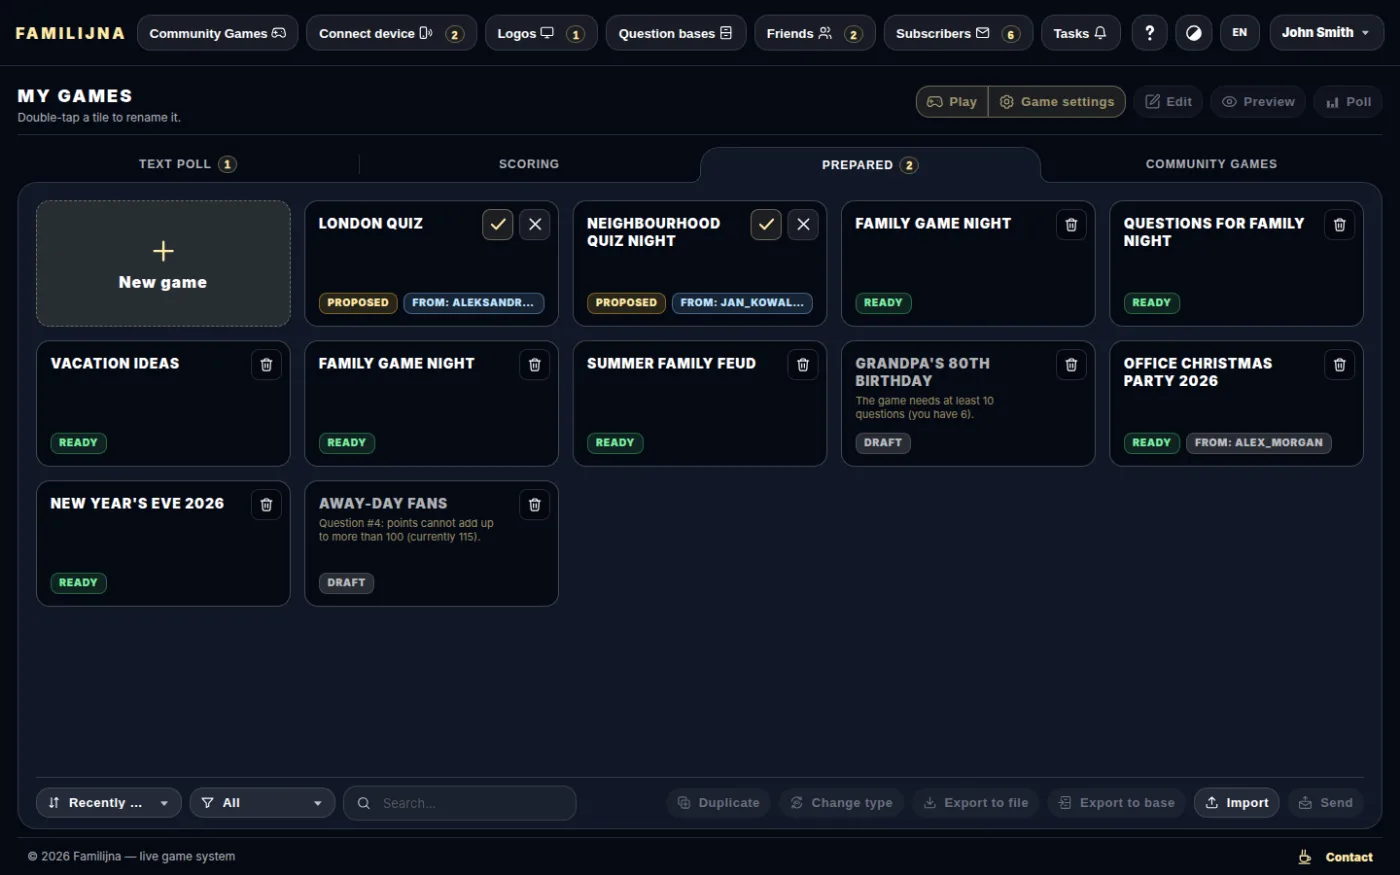 FAMILIJNA
Community Games
Connect device 2
Logos 1
Question bases
Friends 2
Subscribers 6
Tasks
?
EN
John Smith
MY GAMES
Double-tap a tile to rename it.
Play
Game settings
Edit
Preview
Poll
TEXT POLL 1
SCORING
PREPARED 2
COMMUNITY GAMES
New game
LONDON QUIZ
PROPOSED
FROM: ALEKSANDR...
NEIGHBOURHOOD
QUIZ NIGHT
PROPOSED
FROM: JAN_KOWAL...
FAMILY GAME NIGHT
READY
QUESTIONS FOR FAMILY
NIGHT
READY
VACATION IDEAS
READY
FAMILY GAME NIGHT
READY
SUMMER FAMILY FEUD
READY
GRANDPA'S 80TH
BIRTHDAY
The game needs at least 10
questions (you have 6).
DRAFT
OFFICE CHRISTMAS
PARTY 2026
READY
FROM: ALEX_MORGAN
NEW YEAR'S EVE 2026
READY
AWAY-DAY FANS
Question #4: points cannot add up
to more than 100 (currently 115).
DRAFT
Recently ...
All
Search...
Duplicate
Change type
Export to file
Export to base
Import
Send
© 2026 Familijna — live game system
Contact